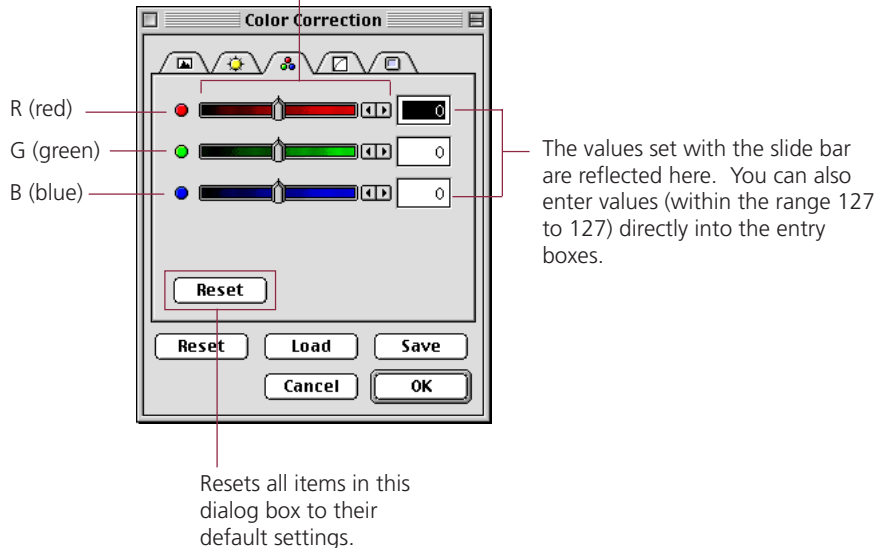 Color Correction
R (red)
0
G (green)
0
B (blue)
0
The values set with the slide bar
are reflected here.  You can also
enter values (within the range 127
to 127) directly into the entry
boxes.
Reset
Reset
Load
Save
Cancel
OK
Resets all items in this
dialog box to their
default settings.